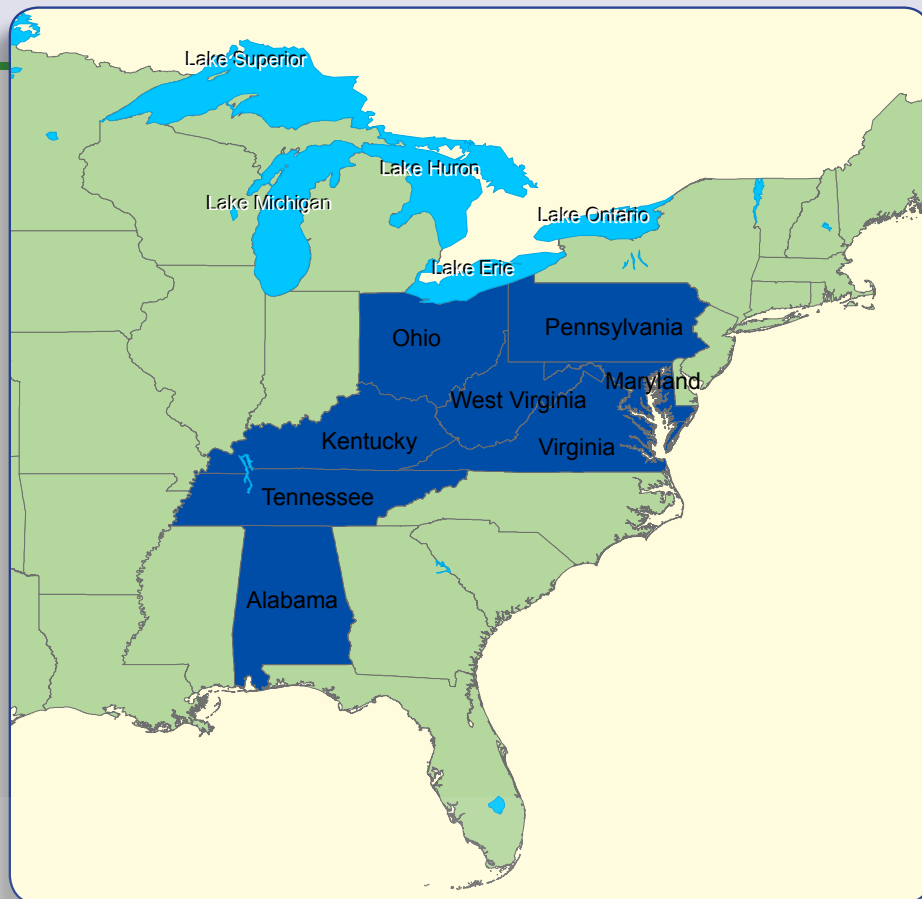 Lake Superior
Lake Huron
Lake Michigan
Lake Ontario
Lake Erie
Pennsylvania
Ohio
Maryland
West Virginia
Kentucky
Virginia
Tennessee
Alabama